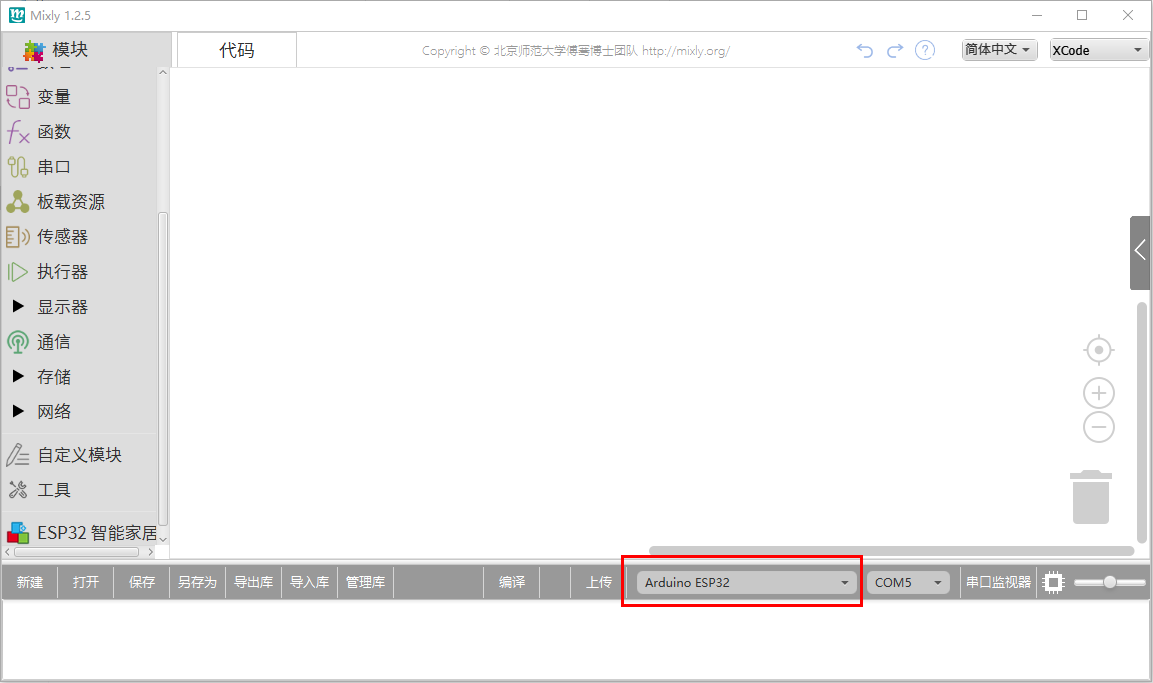 Mixly 1.2.5
模块
代码
Copyright © 北京师范大学傅骞博士团队 http://mixly.org/
简体中文
XCode
变量
函数
串口
板载资源
传感器
执行器
显示器
通信
存储
网络
自定义模块
工具
ESP32 智能家居
新建
打开
保存
另存为
导出库
导入库
管理库
编译
上传
Arduino ESP32
COM5
串口监视器